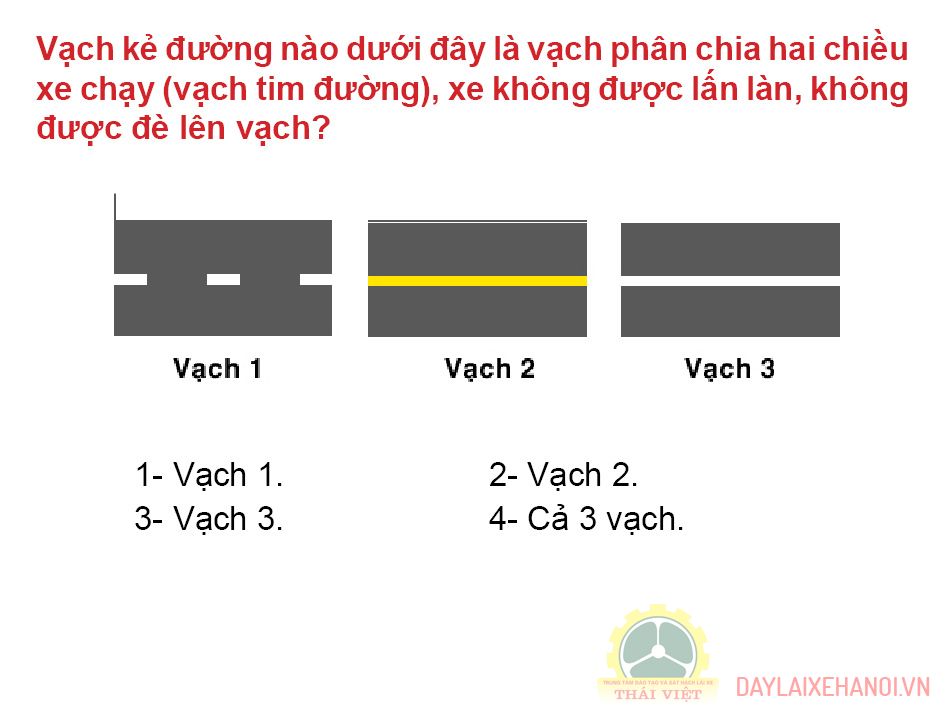 Vạch kẻ đường nào dưới đây là vạch phân chia hai chiều
xe chạy (vạch tim đường), xe không được lấn làn, không
được đè lên vạch?
Vạch 1
Vạch 2
Vạch 3
1- Vạch 1.
2- Vạch 2.
3- Vạch 3.
4- Cả 3 vạch.
TRUNG TÂM ĐÀO TẠO VÀ SÁT HẠCH LÁI XE
THÁI VIỆT
DAYLAIXEHANOI.VN